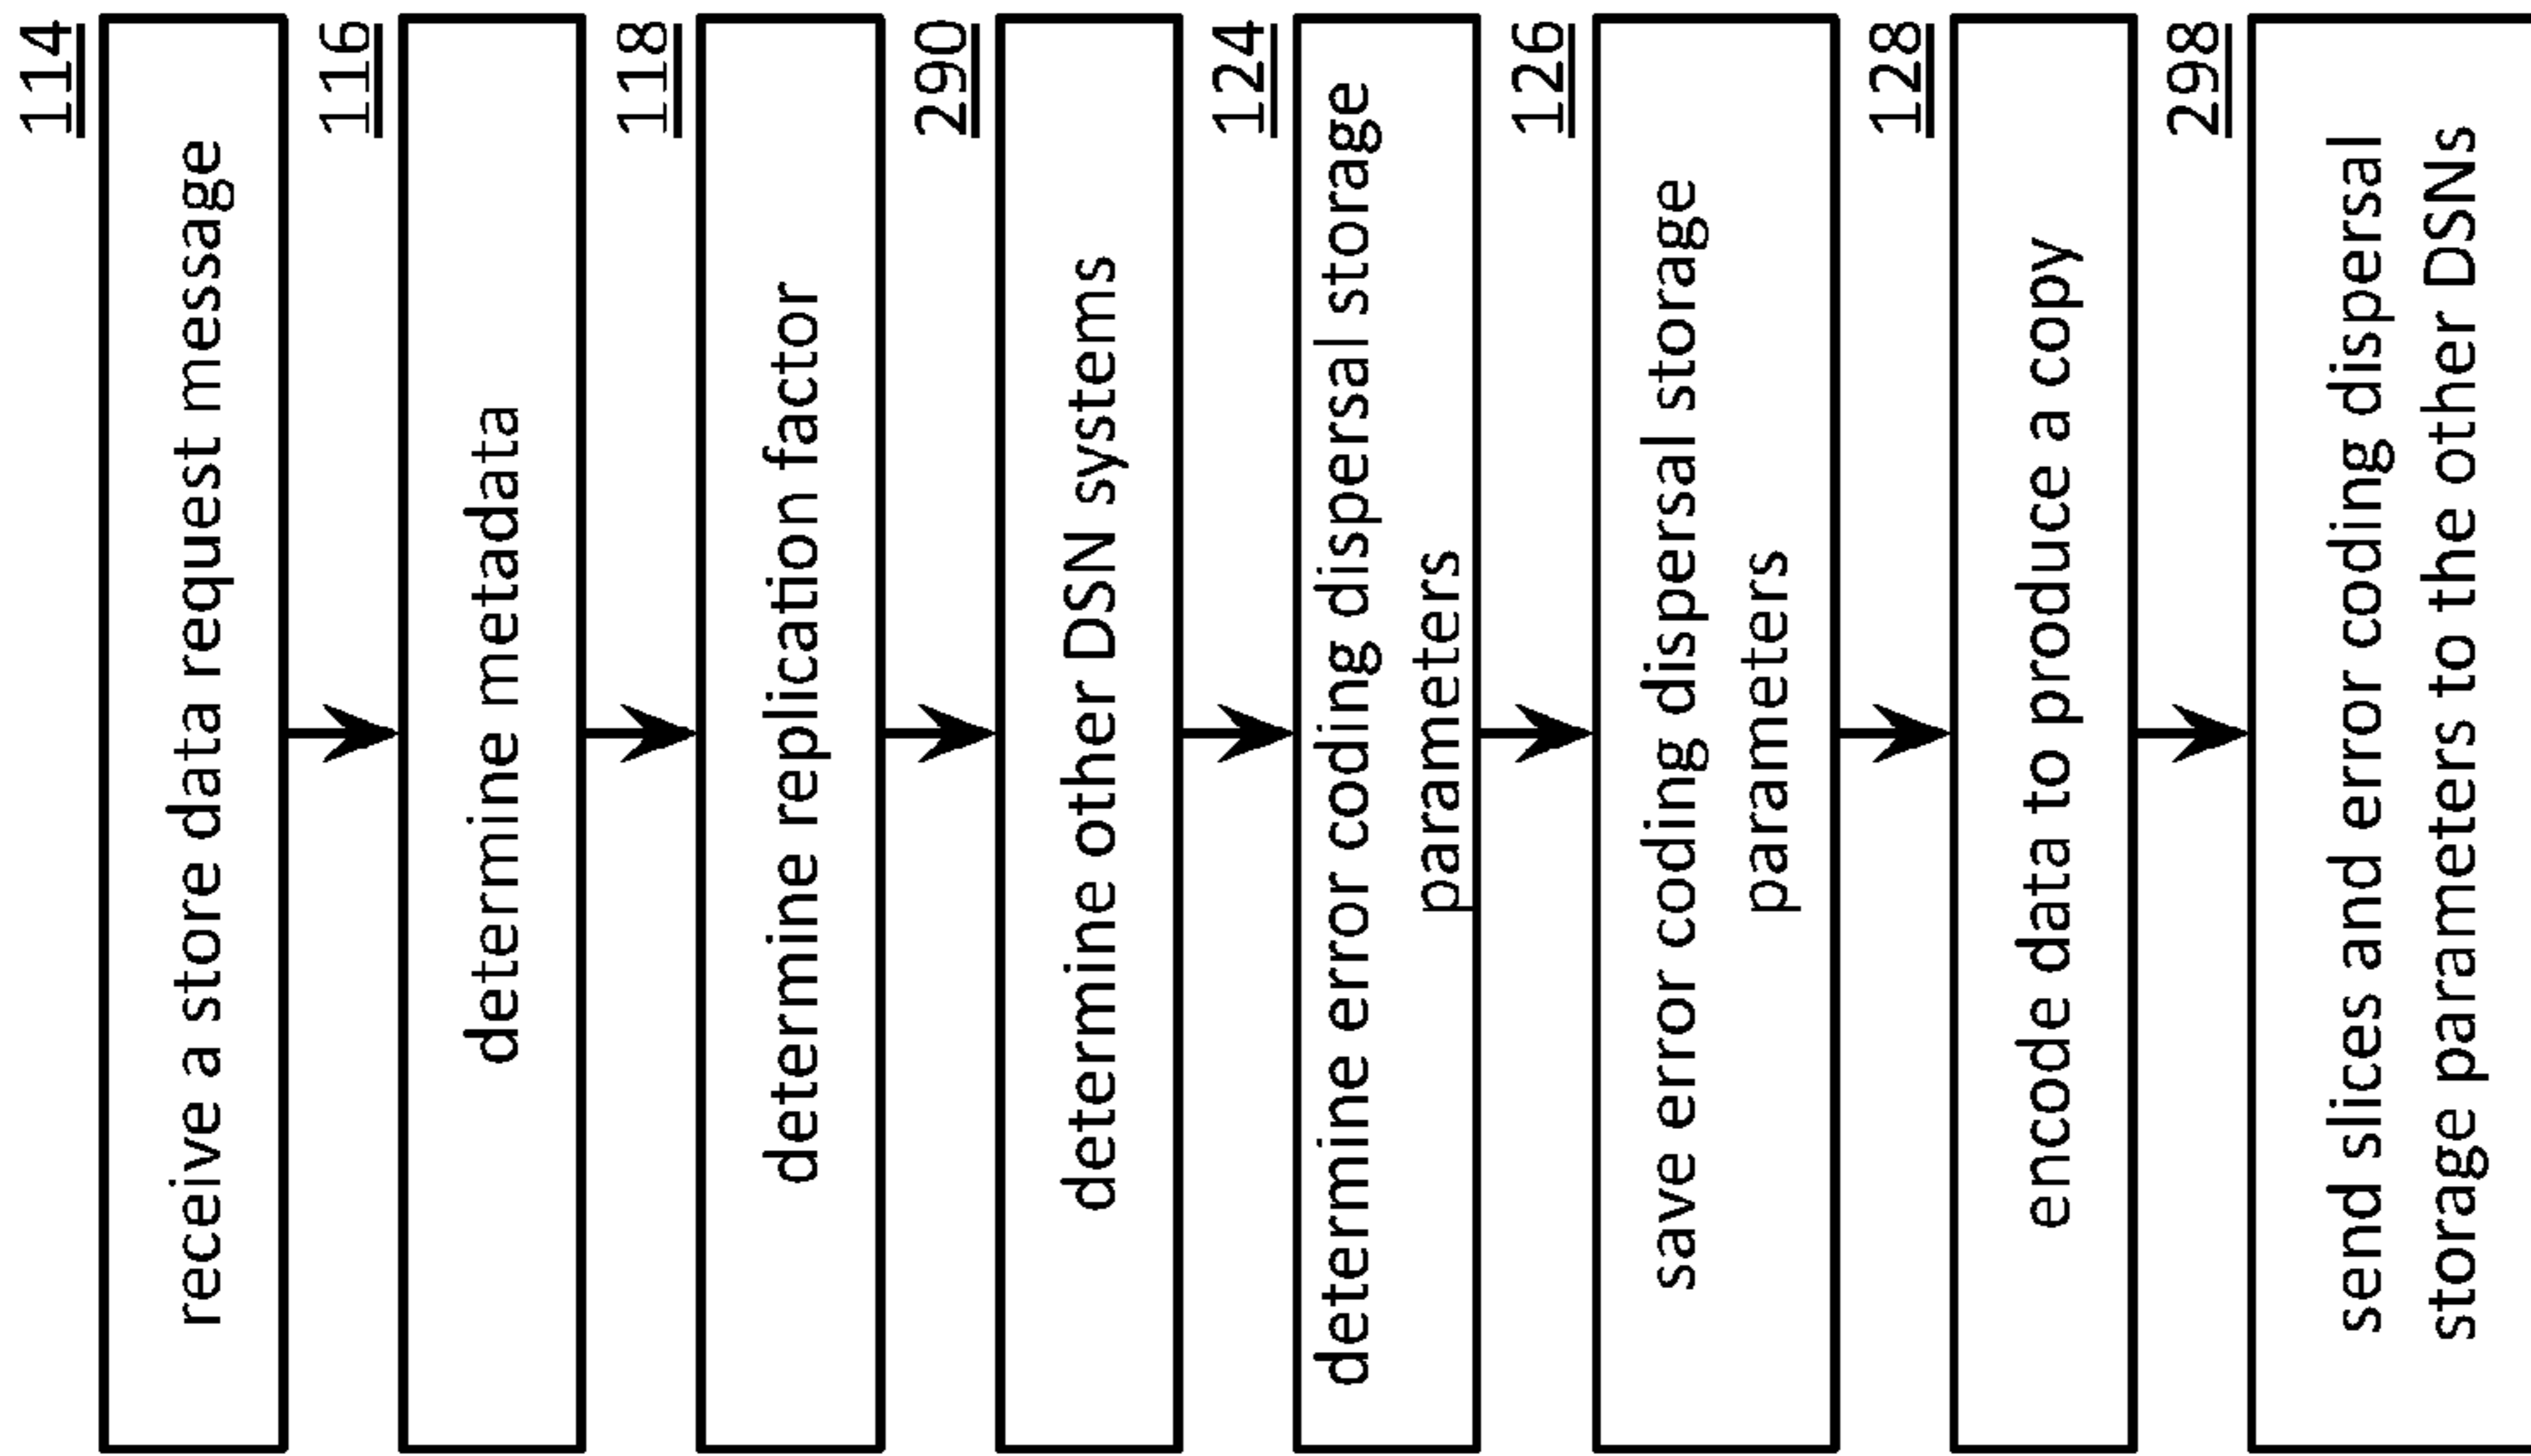 114
receive a store data request message
116
determine metadata
118
determine replication factor
290
determine other DSN systems
124
determine error coding dispersal storage
parameters
126
save error coding dispersal storage
parameters
128
encode data to produce a copy
298
send slices and error coding dispersal
storage parameters to the other DSNs